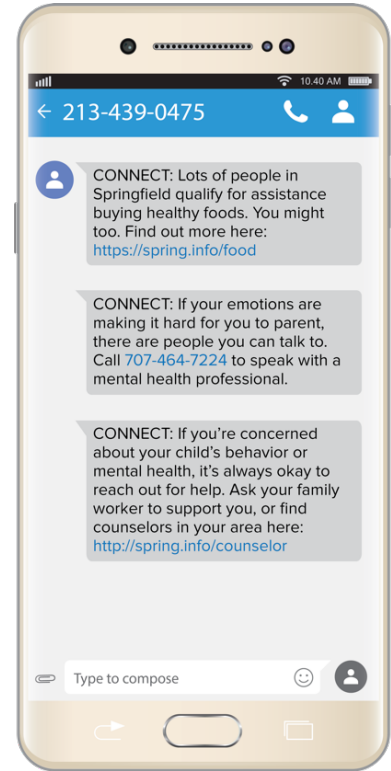 10.40 AM
213-439-0475
CONNECT: Lots of people in
Springfield qualify for assistance
buying healthy foods. You might
too. Find out more here:
https://spring.info/food
CONNECT: If your emotions are
making it hard for you to parent,
there are people you can talk to.
Call 707-464-7224 to speak with a
mental health professional.
CONNECT: If you’re concerned
about your child’s behavior or
mental health, it’s always okay to
reach out for help. Ask your family
worker to support you, or find
counselors in your area here:
http://spring.info/counselor
Type to compose